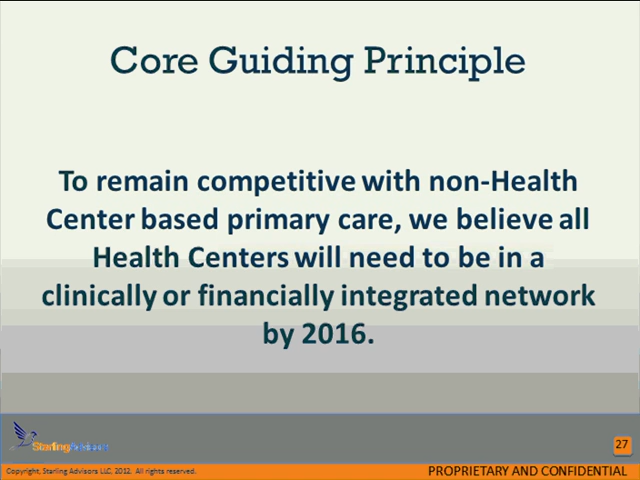 Core Guiding Principle
To remain competitive with non-Health
Center based primary care, we believe all
Health Centers will need to be in a
clinically or financially integrated network
by 2016.
StarlingAdvisors
27
Copyright. Starling Advisors LLC, 2012. All rights reserved.
PROPRIETARY AND CONFIDENTIAL